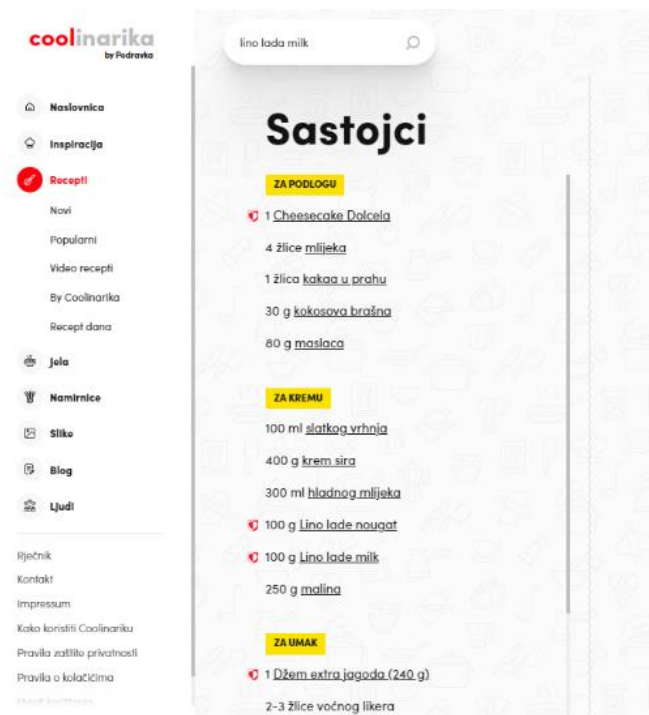 coolinarika
by Podravka
lino lada milk
Naslovnica
Inspiracija
Recepti
Novi
Popularni
Video recepti
By Coolinarika
Recept dana
Jela
Namirnice
Slike
Blog
Ljudi
Rječnik
Kontakt
Impressum
Kako koristiti Coolinariku
Pravila zaštite privatnosti
Pravila o kolačićima
Sastojci
ZA PODLOGU
1 Cheesecake Dolcela
4 žlice mlijeka
1 žlica kakaa u prahu
30 g kokosova brašna
80 g maslaca
ZA KREMU
100 ml slatkog vrhnja
400 g krem sira
300 ml hladnog mlijeka
100 g Lino lade nougat
100 g Lino lade milk
250 g malina
ZA UMAK
1 Džem extra jagoda (240 g)
2-3 žlice voćnog likera